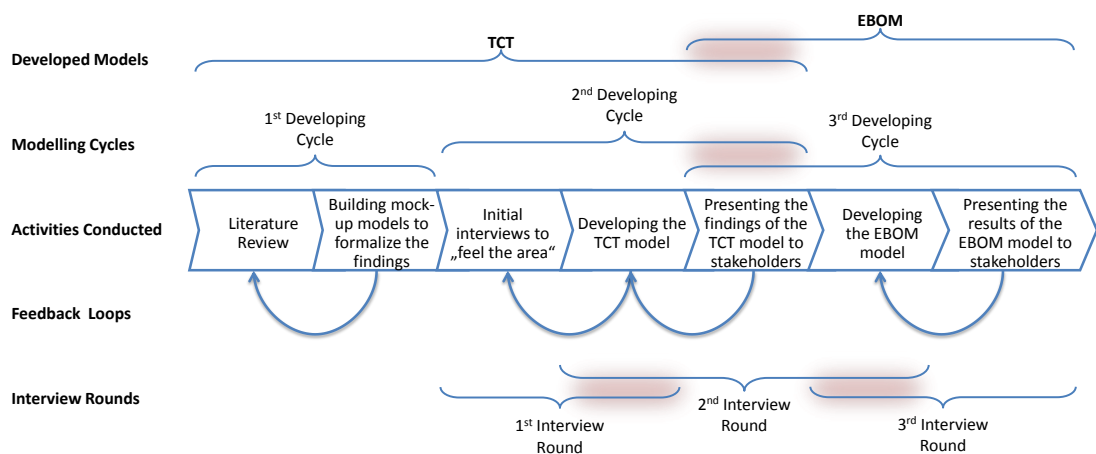 EBOM
TCT
Developed Models
2nd Developing
Cycle
1st Developing
Cycle
3rd Developing
Cycle
Modelling Cycles
Activities Conducted
Literature
Review
Building mock-
up models to
formalize the
findings
Initial
interviews to
„feel the area“
Developing the
TCT model
Presenting the
findings of the
TCT model to
stakeholders
Developing
the EBOM
model
Presenting the
results of the
EBOM model to
stakeholders
Feedback Loops
Interview Rounds
1st Interview
Round
2nd Interview
Round
3rd Interview
Round